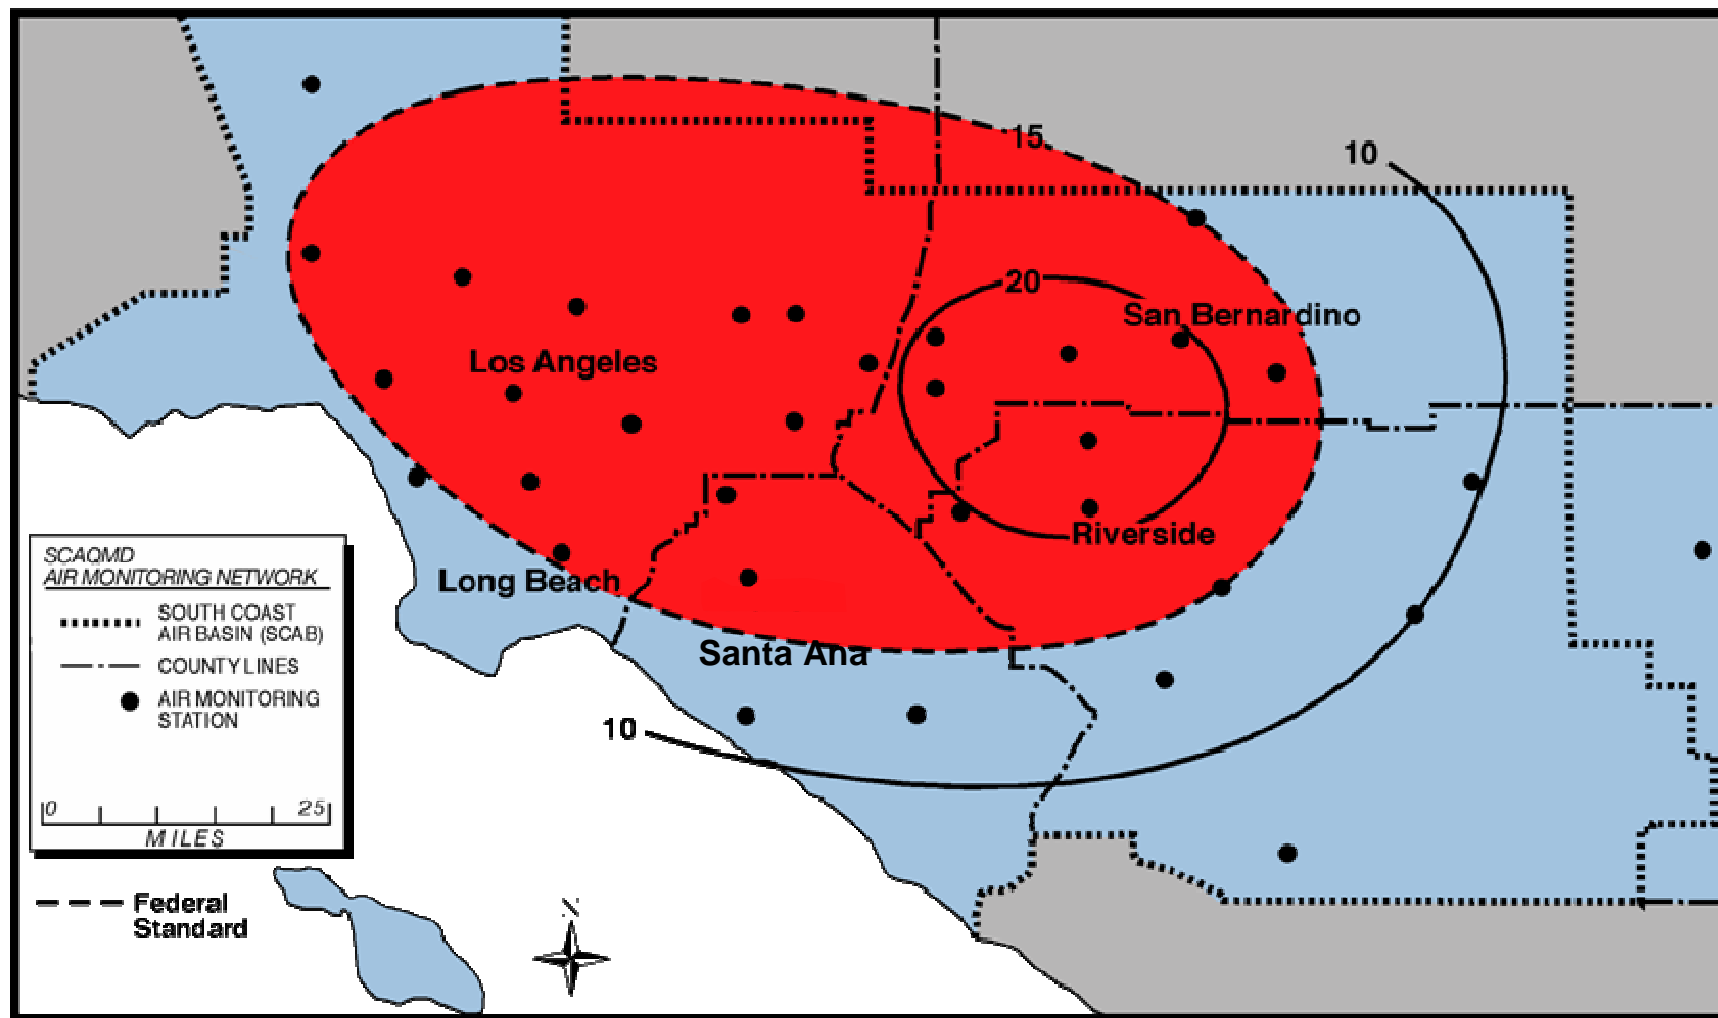 15
10
20
San Bernardino
Los Angeles
Riverside
Long Beach
Santa Ana
10
SCAQMD
AIR MONITORING NETWORK
SOUTH COAST
AIR BASIN (SCAB)
COUNTY LINES
AIR MONITORING
STATION
0 25
MILES
Federal
Standard
N